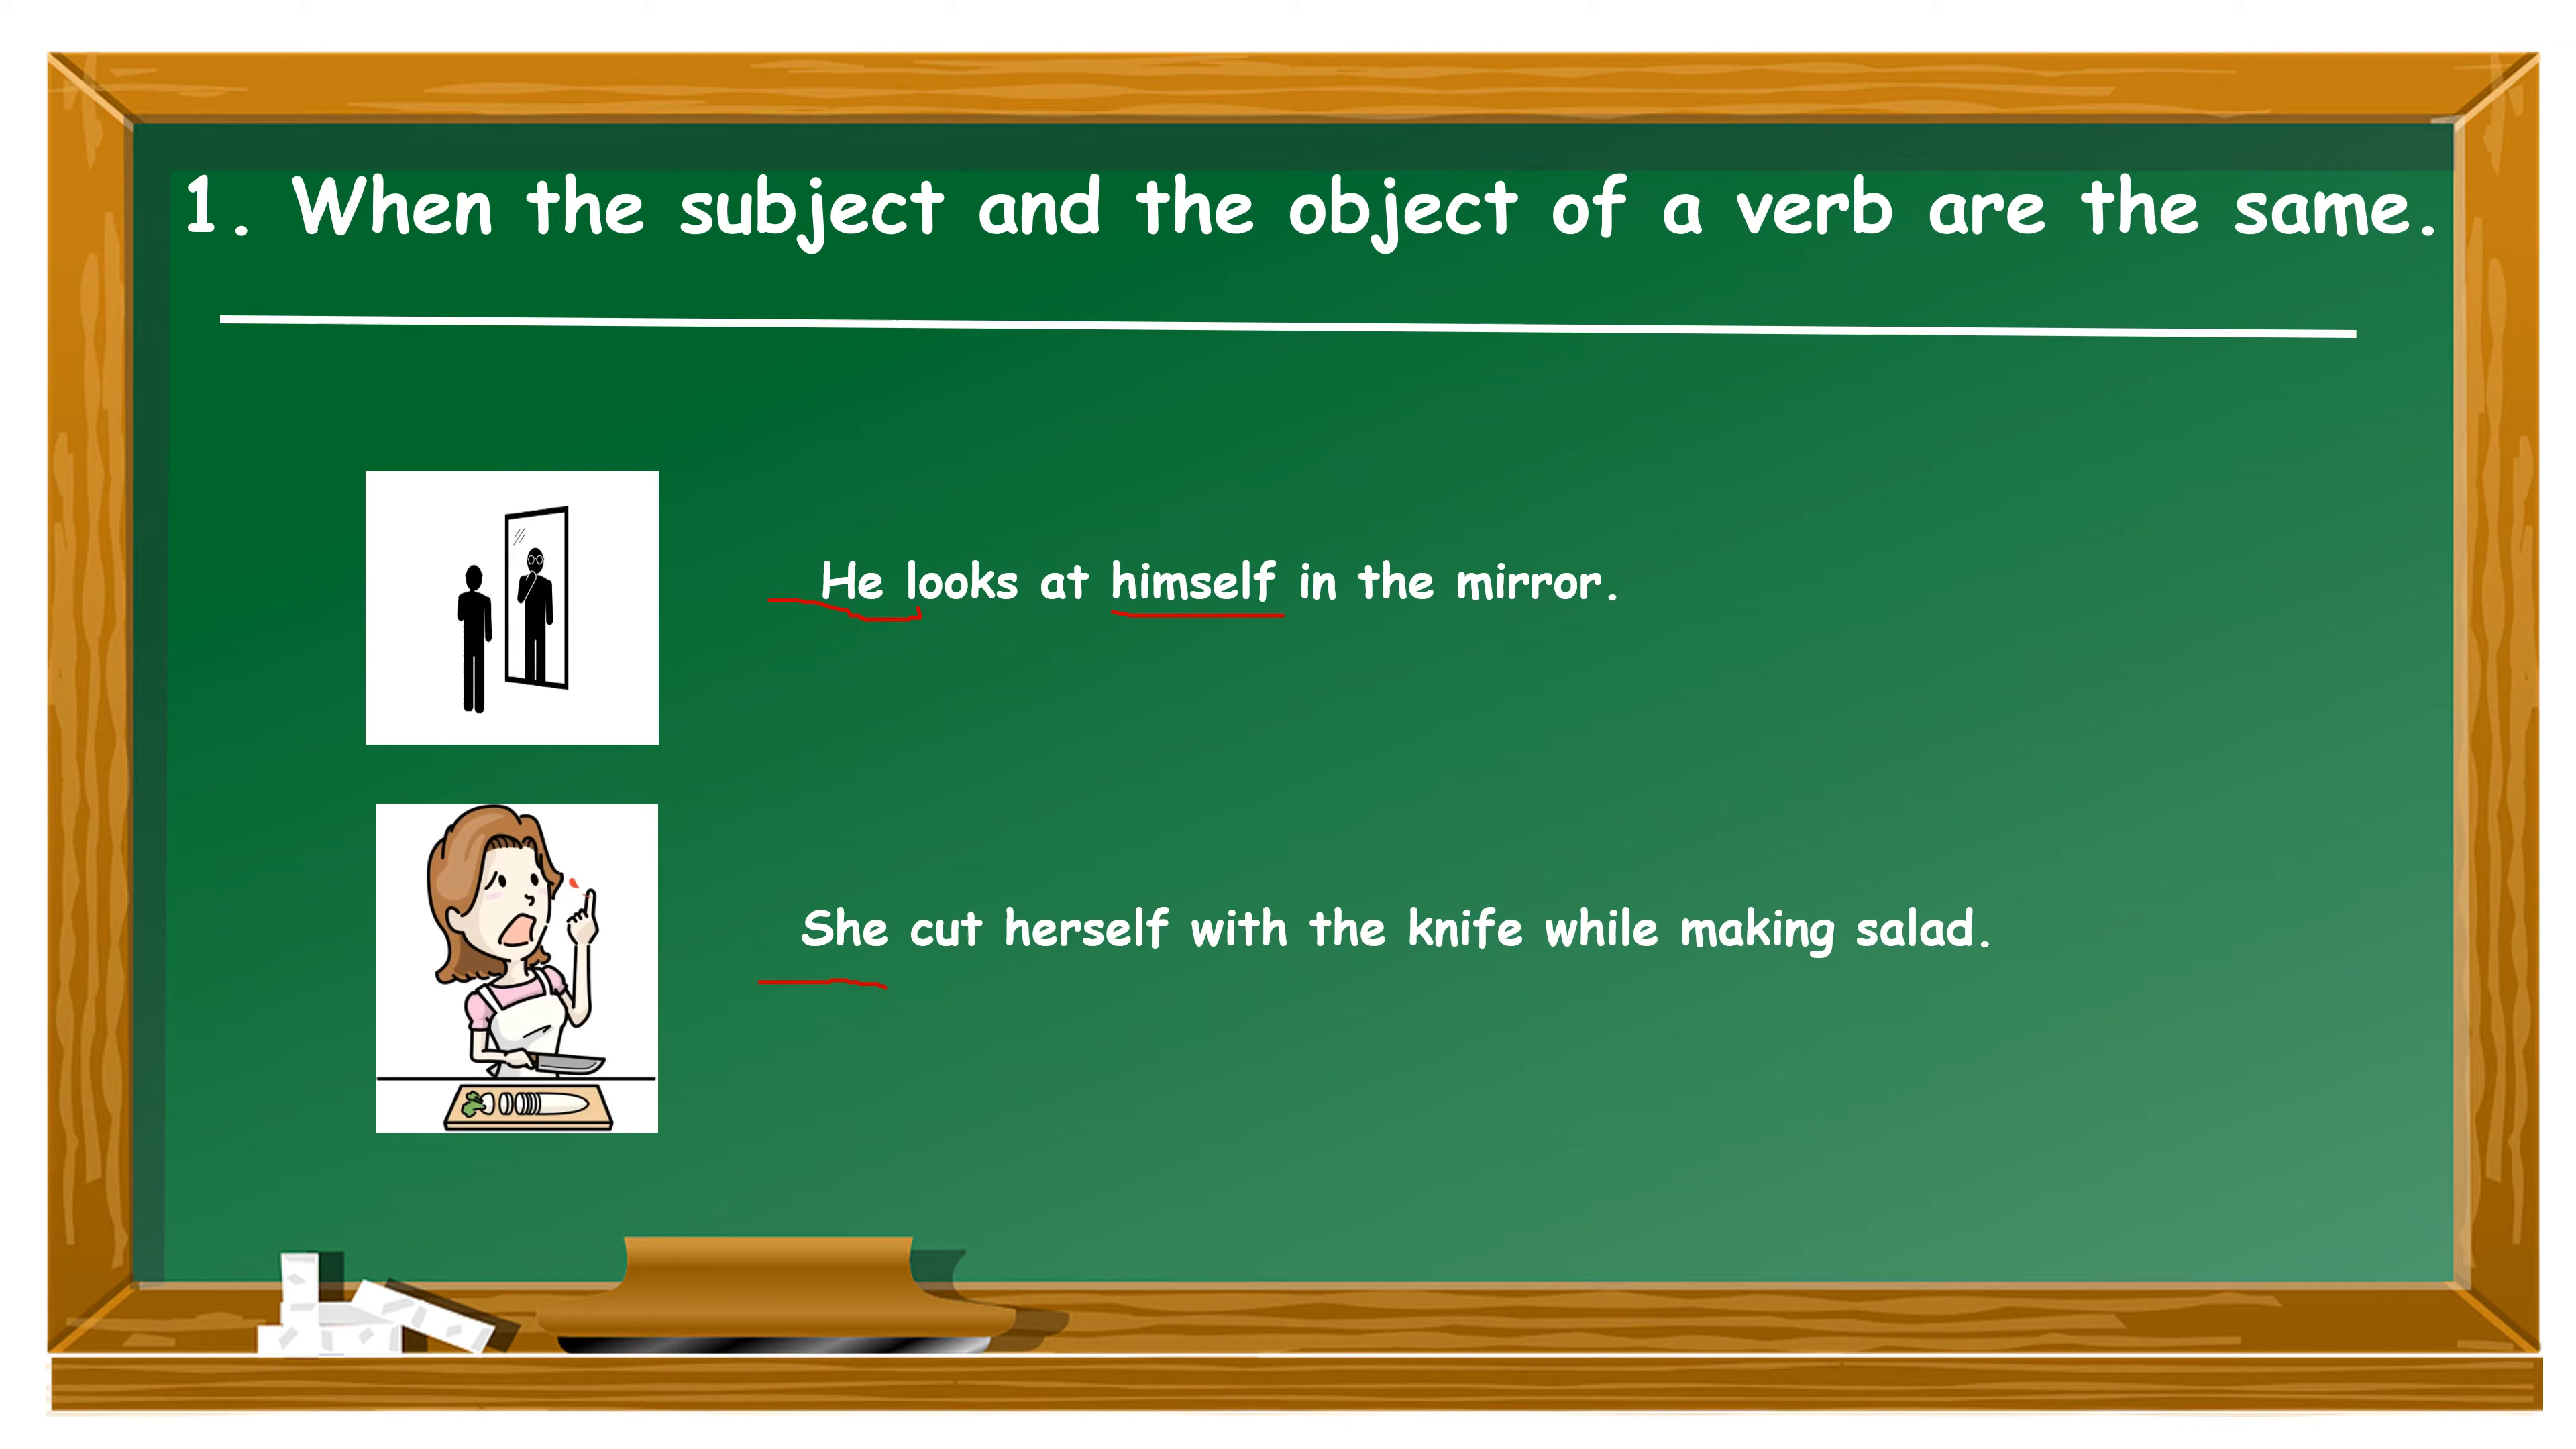 1. When the subject and the object of a verb are the same.
He looks at himself in the mirror.
She cut herself with the knife while making salad.